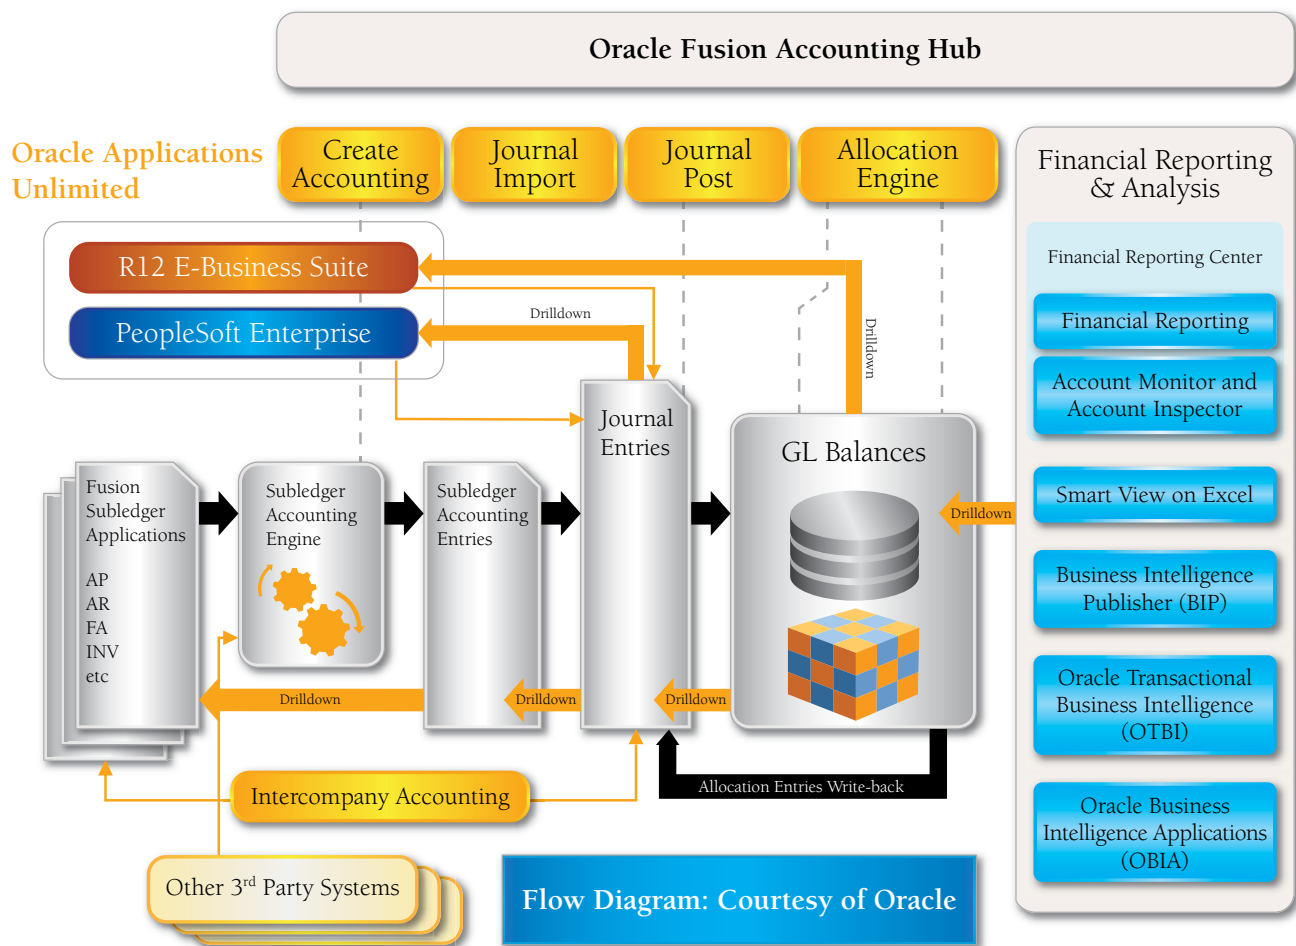 Oracle Fusion Accounting Hub
Oracle Applications
Unlimited
Create
Accounting
Journal
Import
Journal
Post
Allocation
Engine
Financial Reporting
& Analysis
R12 E-Business Suite
PeopleSoft Enterprise
Drilldown
Drilldown
Financial Reporting Center
Financial Reporting
Account Monitor and
Account Inspector
Smart View on Excel
Business Intelligence
Publisher (BIP)
Oracle Transactional
Business Intelligence
(OTBI)
Oracle Business
Intelligence Applications
(OBIA)
Fusion
Subledger
Applications
AP
AR
FA
INV
etc
Subledger
Accounting
Engine
Subledger
Accounting
Entries
Journal
Entries
GL Balances
Drilldown
Drilldown
Drilldown
Drilldown
Intercompany Accounting
Allocation Entries Write-back
Other 3rd Party Systems
Flow Diagram: Courtesy of Oracle